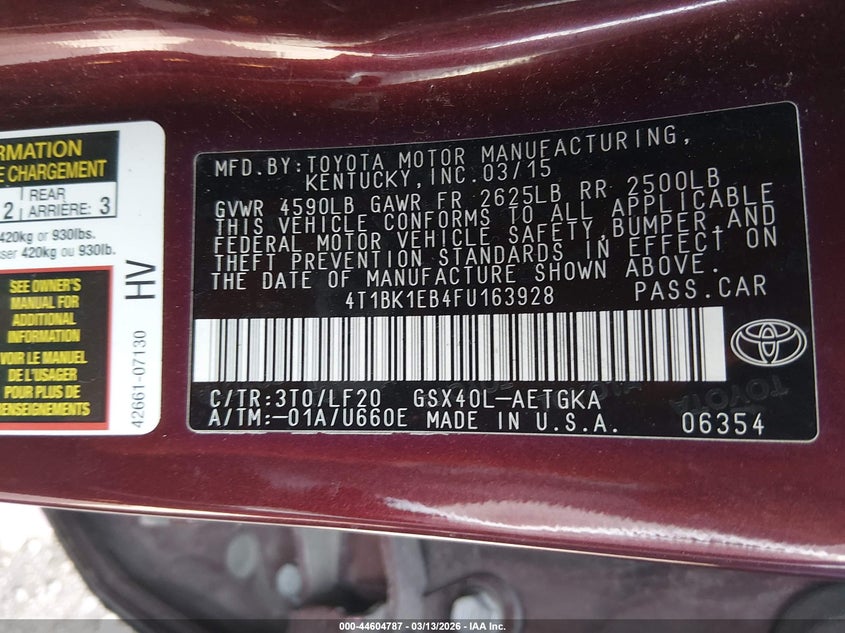 RMATION
E CHARGEMENT
2 REAR ARRIÈRE: 3
420kg or 930lbs.
sser 420kg ou 930lb.
SEE OWNER'S
MANUAL FOR
ADDITIONAL
INFORMATION
VOIR LE MANUEL
DE L'USAGER
POUR PLUS DE
RENSEIGNEMENTS
HV
42661-07130
MFD.BY:TOYOTA MOTOR MANUFACTURING,
KENTUCKY,INC.03/15
GVWR 4590LB GAWR FR 2625LB RR 2500LB
THIS VEHICLE CONFORMS TO ALL APPLICABLE
FEDERAL MOTOR VEHICLE SAFETY,BUMPER,AND
THEFT PREVENTION STANDARDS IN EFFECT ON
THE DATE OF MANUFACTURE SHOWN ABOVE.
4T1BK1EB4FU163928 PASS.CAR
C/TR:3T0/LF20 GSX40L-AETGKA
A/TM:-01A/U660E MADE IN U.S.A. 06354
TOYOTA
000-44604787 - 03/13/2026 - IAA Inc.